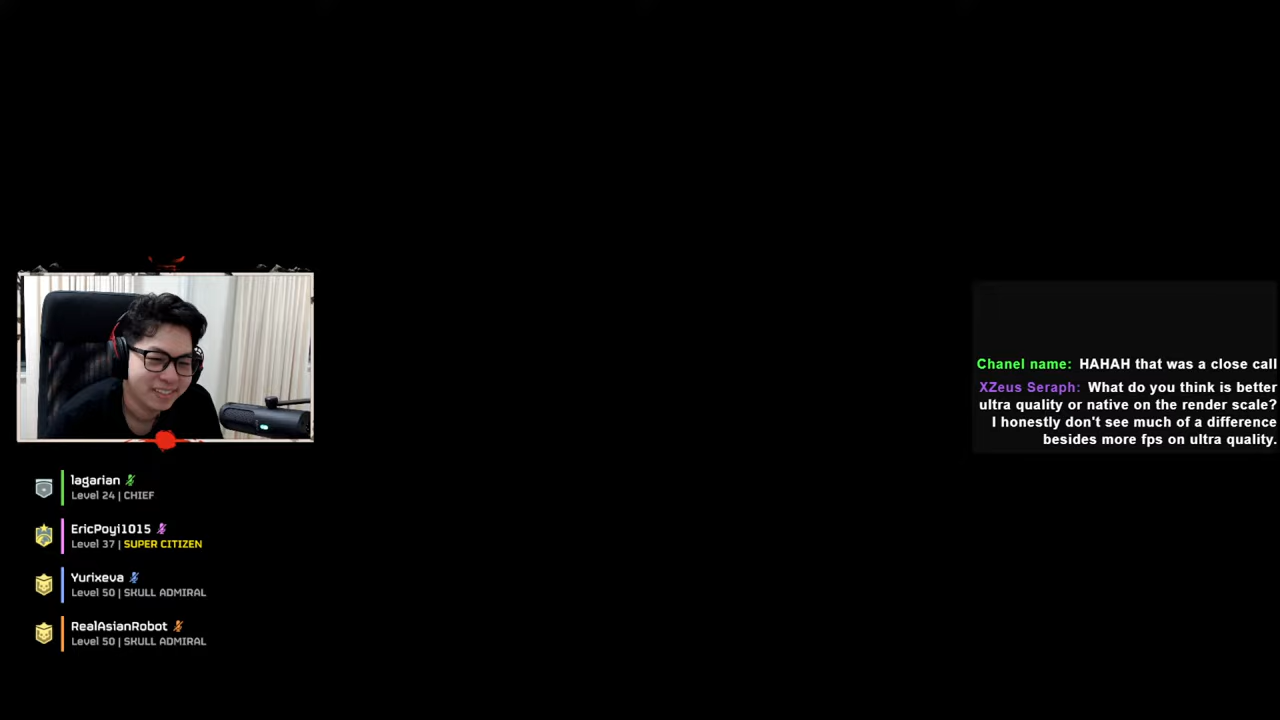 Chanel name: HAHAH that was a close call
XZeus Seraph: What do you think is better
ultra quality or native on the render scale?
I honestly don't see much of a difference
besides more fps on ultra quality.
lagarian
Level 24 | CHIEF
EricPoyi1015
Level 37 | SUPER CITIZEN
Yurixeva
Level 50 | SKULL ADMIRAL
RealAsianRobot
Level 50 | SKULL ADMIRAL